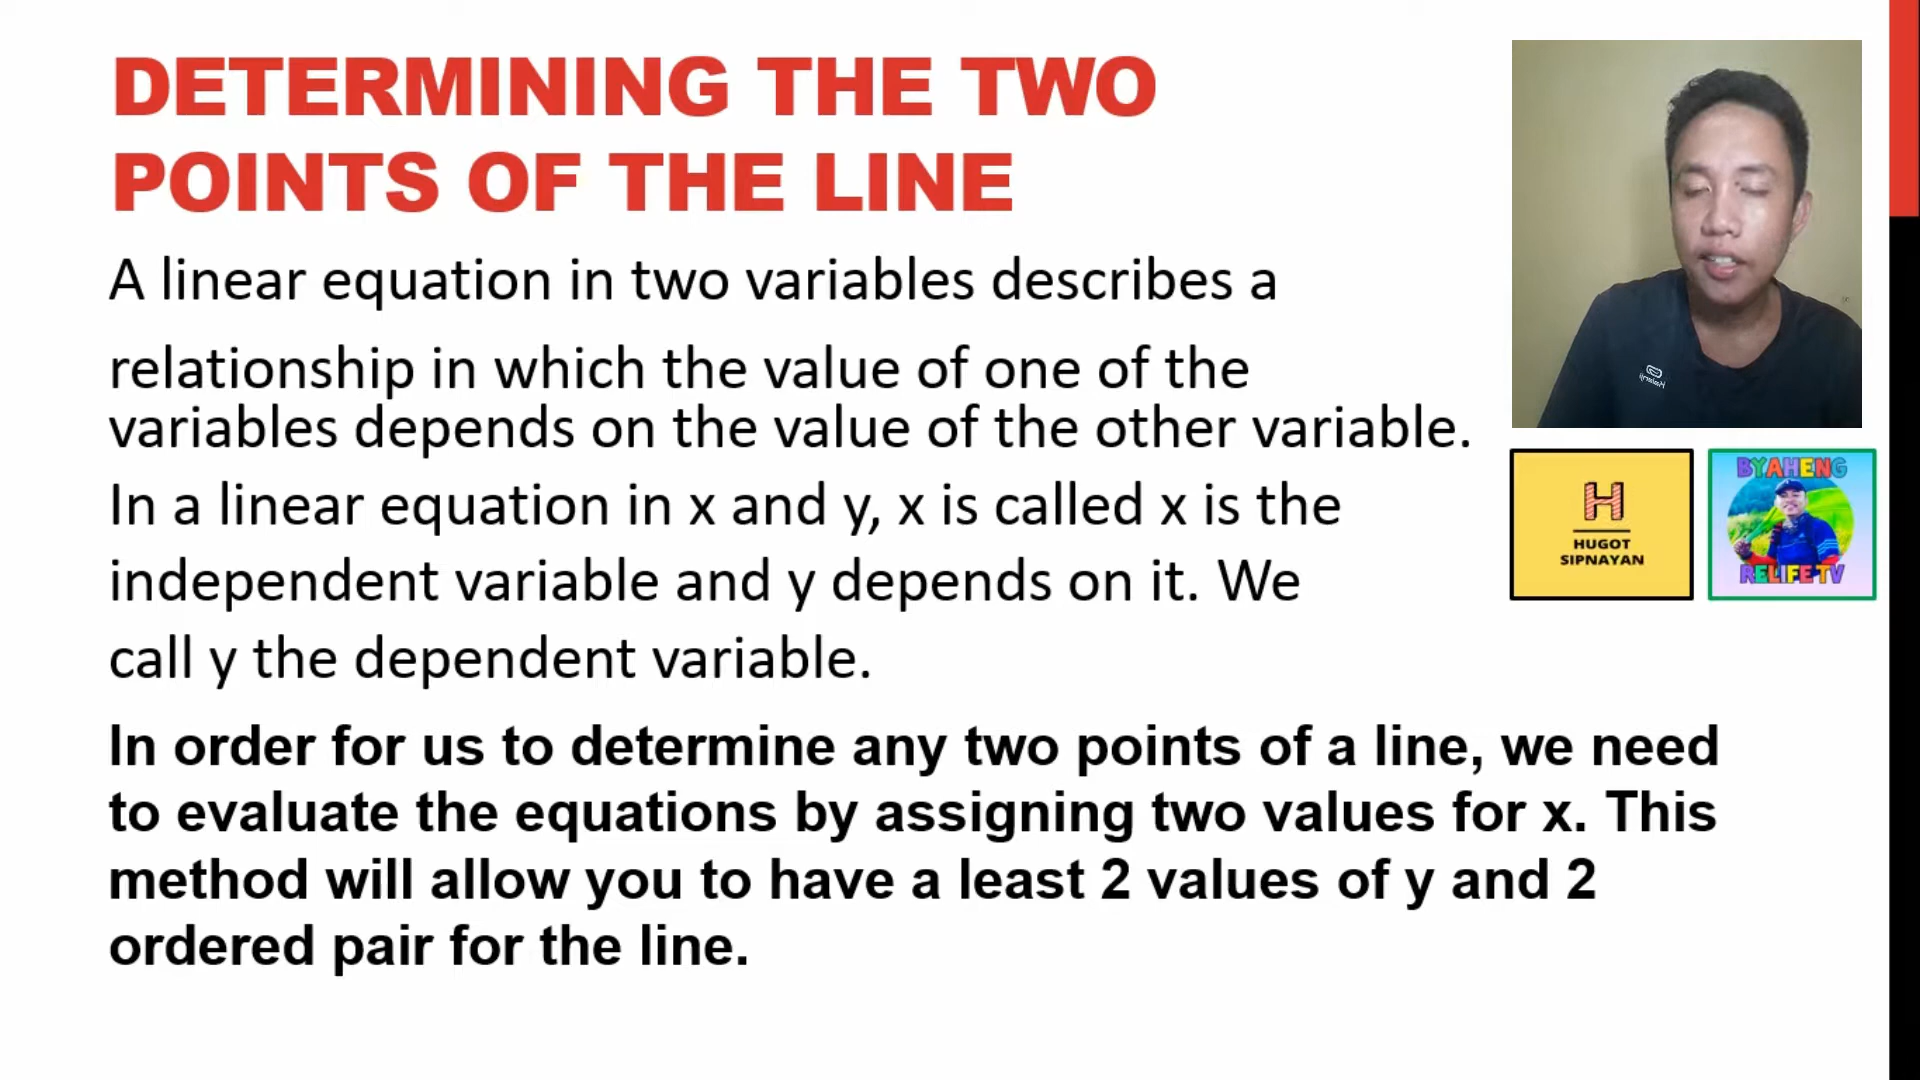 DETERMINING THE TWO
POINTS OF THE LINE
A linear equation in two variables describes a
relationship in which the value of one of the
variables depends on the value of the other variable.
In a linear equation in x and y, x is called x is the
independent variable and y depends on it. We
call y the dependent variable.
In order for us to determine any two points of a line, we need
to evaluate the equations by assigning two values for x. This
method will allow you to have a least 2 values of y and 2
ordered pair for the line.
H
HUGOT
SIPNAYAN
BYAHENG
RELIFE TV